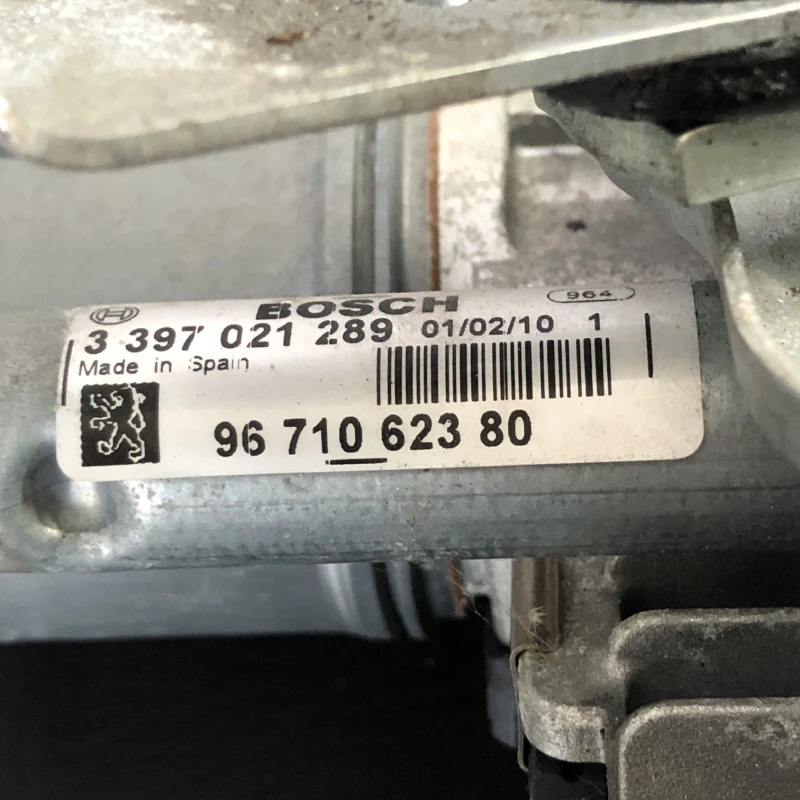 BOSCH 964
3 397 021 289 01/02/10 1
Made in Spain
96 710 623 80